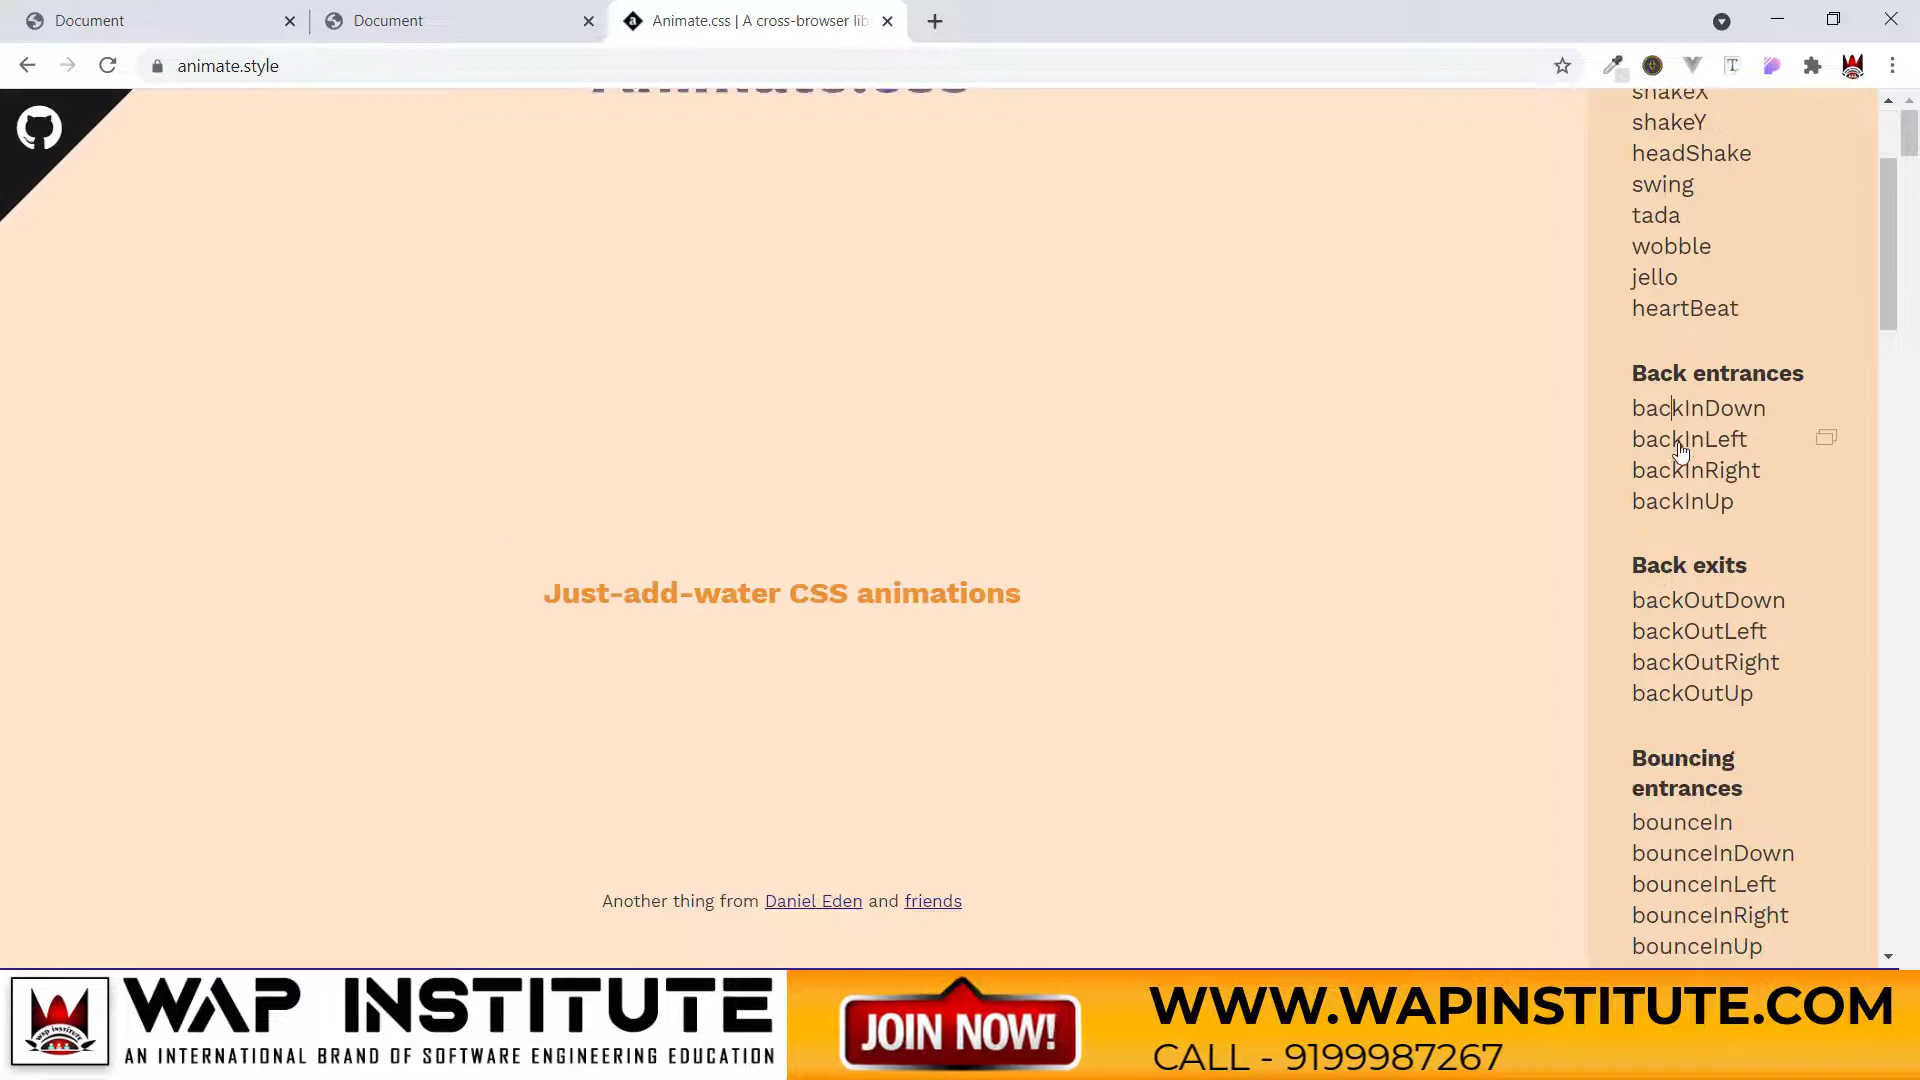 Document
Document
Animate.css | A cross-browser lib
animate.style
Animate.css
shakeX
shakeY
headShake
swing
tada
wobble
jello
heartBeat
Back entrances
backInDown
backInLeft
backInRight
backInUp
Just-add-water CSS animations
Back exits
backOutDown
backOutLeft
backOutRight
backOutUp
Bouncing
entrances
bounceIn
bounceInDown
bounceInLeft
bounceInRight
bounceInUp
Another thing from Daniel Eden and friends
WAP INSTITUTE
AN INTERNATIONAL BRAND OF SOFTWARE ENGINEERING EDUCATION
JOIN NOW!
WWW.WAPINSTITUTE.COM
CALL - 9199987267